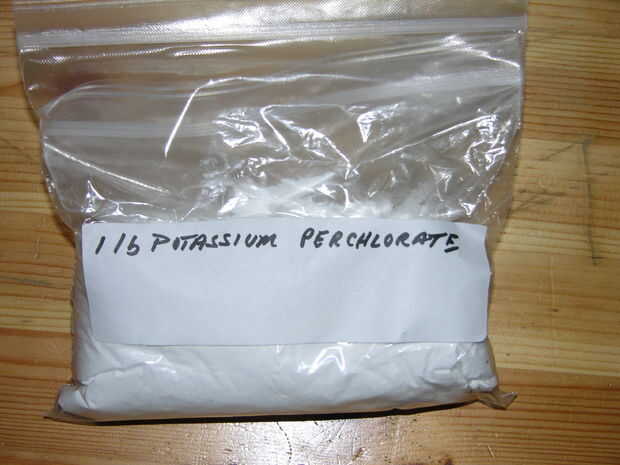 1 lb POTASSIUM PERCHLORATE